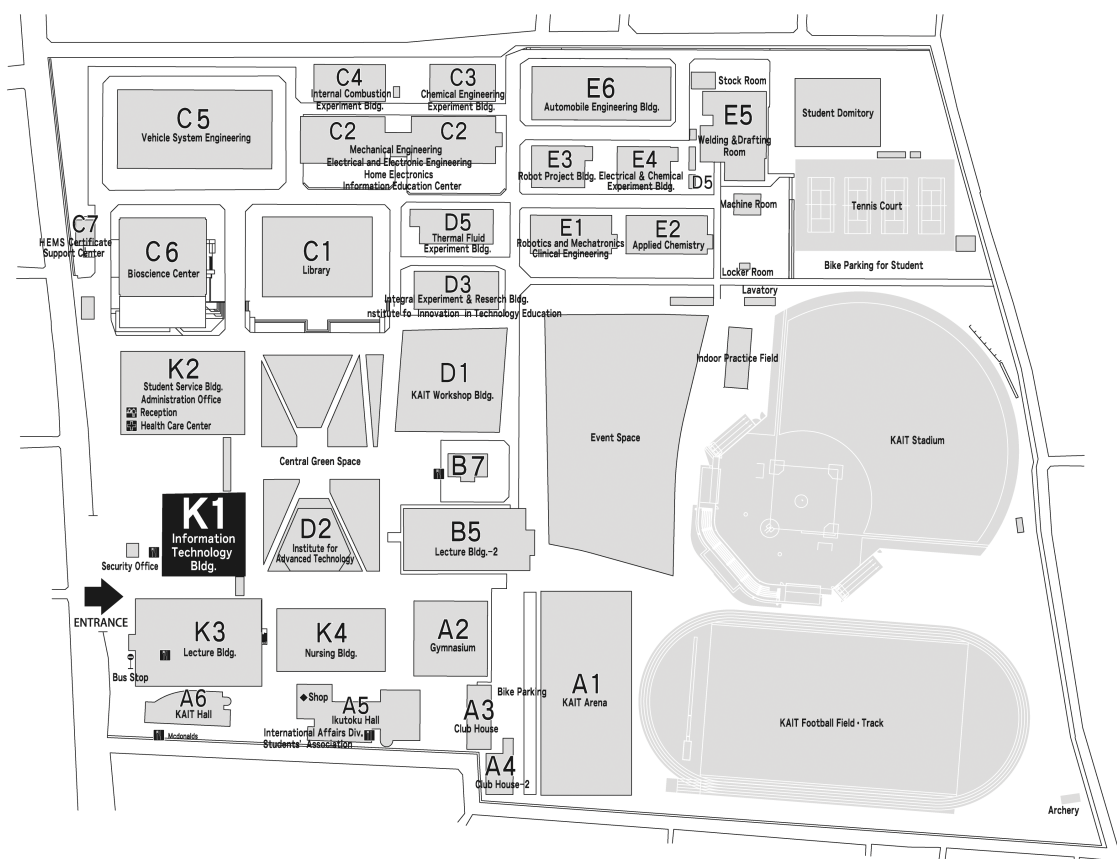 C4
Internal Combustion
Experiment Bldg.
C3
Chemical Engineering
Experiment Bldg.
E6
Automobile Engineering Bldg.
Stock Room
Student Domitory
C5
Vehicle System Engineering
C2
C2
Mechanical Engineering
Electrical and Electronic Engineering
Home Electronics
Information Education Center
E5
Welding &Drafting
Room
E3
Robot Project Bldg.
E4
Electrical & Chemical
Experiment Bldg.
D5
Machine Room
Tennis Court
C7
HEMS Certificate
Support Center
C6
Bioscience Center
C1
Library
D5
Thermal Fluid
Experiment Bldg.
E1
Robotics and Mechatronics
Clinical Engineering
E2
Applied Chemistry
Bike Parking for Student
Locker Room
Lavatory
D3
Integral Experiment & Reserch Bldg.
nstitute fo Innovation in Technology Education
K2
Student Service Bldg.
Administration Office
Reception
Health Care Center
D1
KAIT Workshop Bldg.
Indoor Practice Field
Event Space
KAIT Stadium
Central Green Space
B7
K1
Information
Technology
Bldg.
D2
Institute for
Advanced Technology
B5
Lecture Bldg.-2
Security Office
ENTRANCE
K3
Lecture Bldg.
K4
Nursing Bldg.
A2
Gymnasium
Bus Stop
A6
KAIT Hall
Mcdonalds
Shop
A5
Ikutoku Hall
International Affairs Div.
Students' Association
A3
Club House
Bike Parking
A1
KAIT Arena
A4
Club House-2
KAIT Football Field・Track
Archery